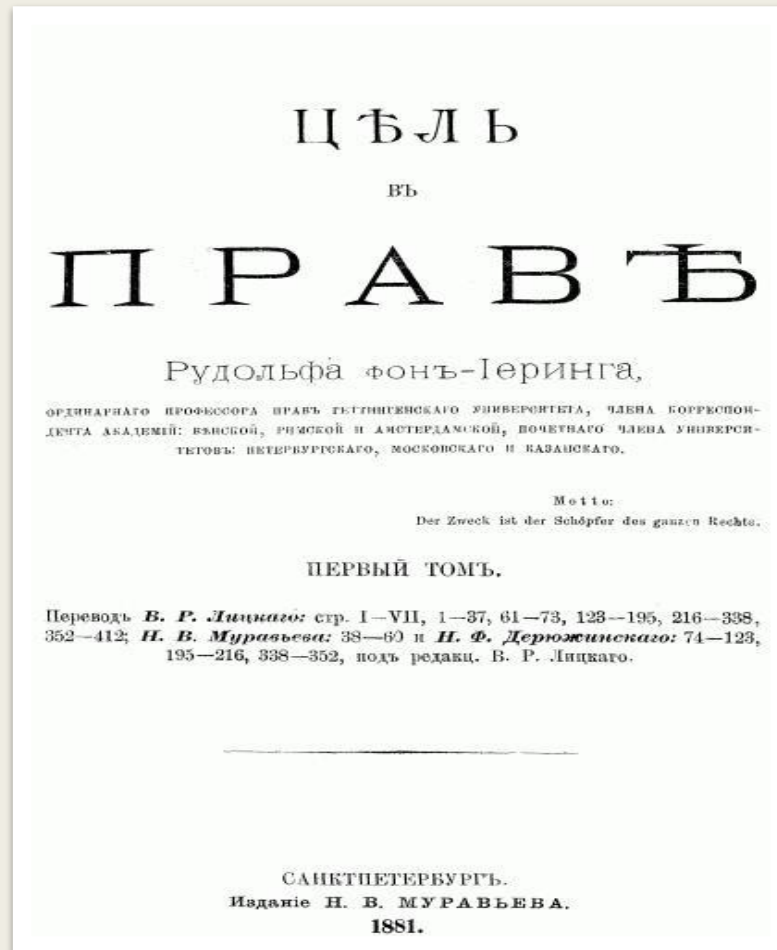 ЦѢЛЬ
ВЪ
ПРАВѢ
Рудольфа фонъ-Іеринга,
ОРДИНАРНАГО ПРОФЕССОРА ПРАВЪ ГЕТТИНГЕНСКАГО УНИВЕРСИТЕТА, ЧЛЕНА КОРРЕСПОН-
ДЕНТА АКАДЕМІЙ: ВѢНСКОЙ, РИМСКОЙ И АМСТЕРДАМСКОЙ, ПОЧЕТНАГО ЧЛЕНА УНИВЕРСИ-
ТЕТОВЪ: ПЕТЕРБУРГСКАГО, МОСКОВСКАГО И КАЗАНСКАГО.
Motto:
Der Zweck ist der Schöpfer des ganzen Rechts.
ПЕРВЫЙ ТОМЪ.
Переводъ В. Р. Лицкаго: стр. I—VII, 1—37, 61—73, 123—195, 216—338,
352—412; Н. В. Муравьева: 38—60 и Н. Ф. Дерюжинскаго: 74—123,
195—216, 338—352, подъ редакц. В. Р. Лицкаго.
САНКТПЕТЕРБУРГЪ.
Изданіе Н. В. МУРАВЬЕВА.
1881.